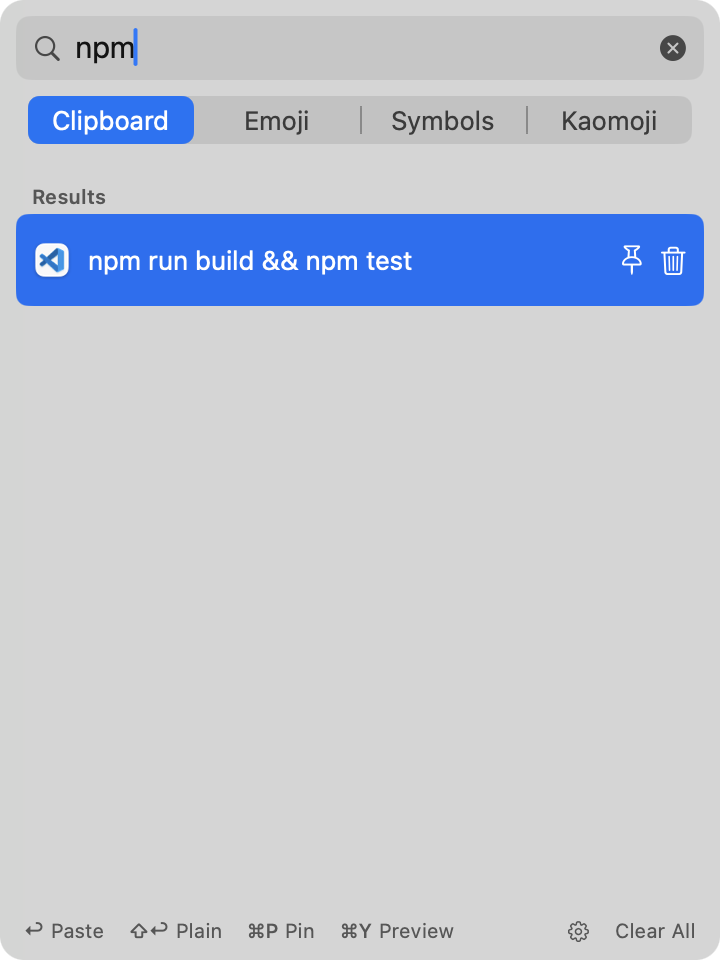 npm
Clipboard Emoji Symbols Kaomoji
Results
npm run build && npm test
↩ Paste ⇧↩ Plain ⌘P Pin ⌘Y Preview Clear All